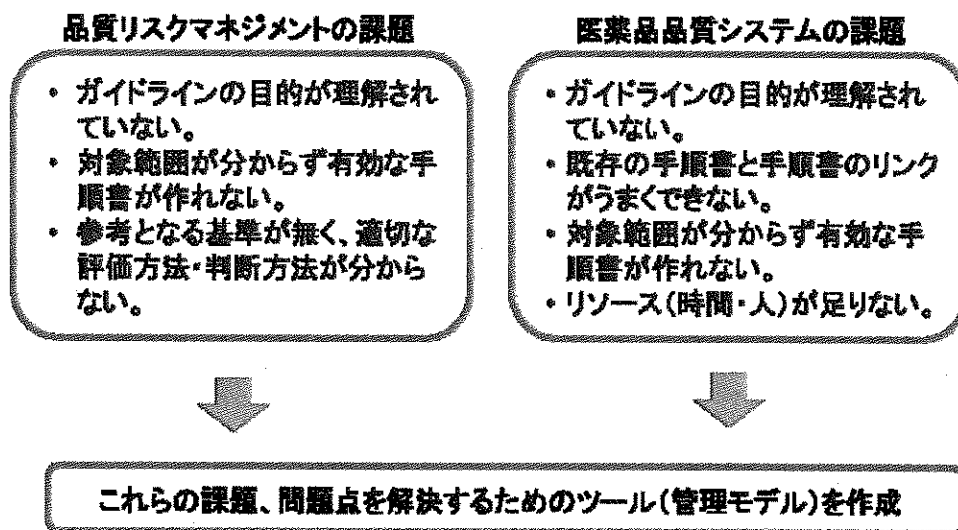 品質リスクマネジメントの課題
・ガイドラインの目的が理解され
ていない。
・対象範囲が分からず有効な手
順書が作れない。
・参考となる基準が無く、適切な
評価方法・判断方法が分から
ない。
医薬品品質システムの課題
・ガイドラインの目的が理解され
ていない。
・既存の手順書と手順書のリンク
がうまくできない。
・対象範囲が分からず有効な手
順書が作れない。
・リソース(時間・人)が足りない。
これらの課題、問題点を解決するためのツール(管理モデル)を作成